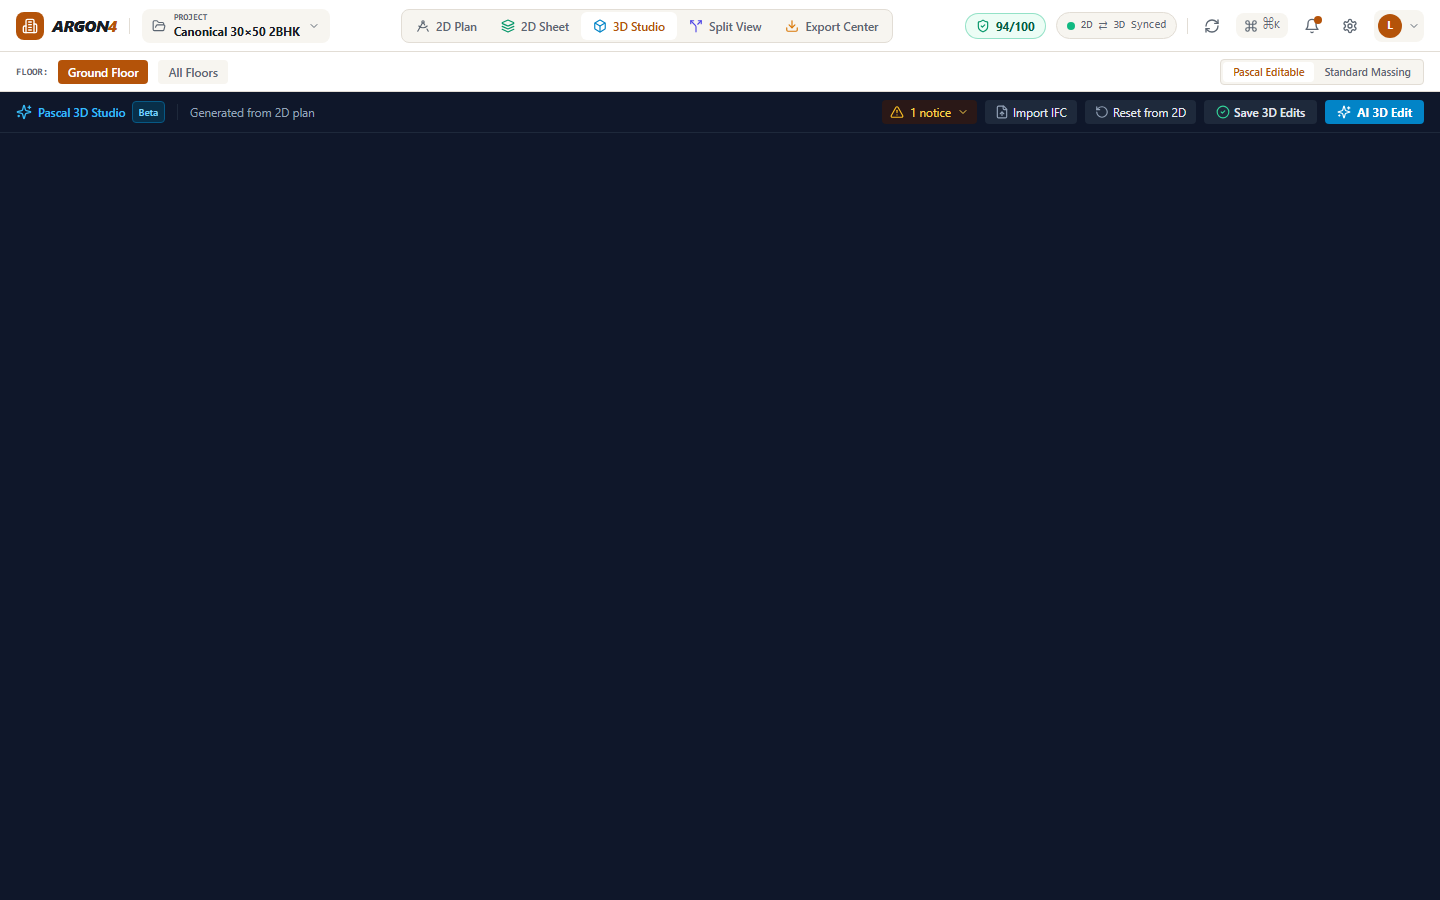 ARGON4
PROJECT
Canonical 30×50 2BHK
2D Plan
2D Sheet
3D Studio
Split View
Export Center
94/100
2D ⇄ 3D Synced
⌘ ⌘K
L
FLOOR:
Ground Floor
All Floors
Pascal Editable
Standard Massing
Pascal 3D Studio
Beta
Generated from 2D plan
1 notice
Import IFC
Reset from 2D
Save 3D Edits
AI 3D Edit